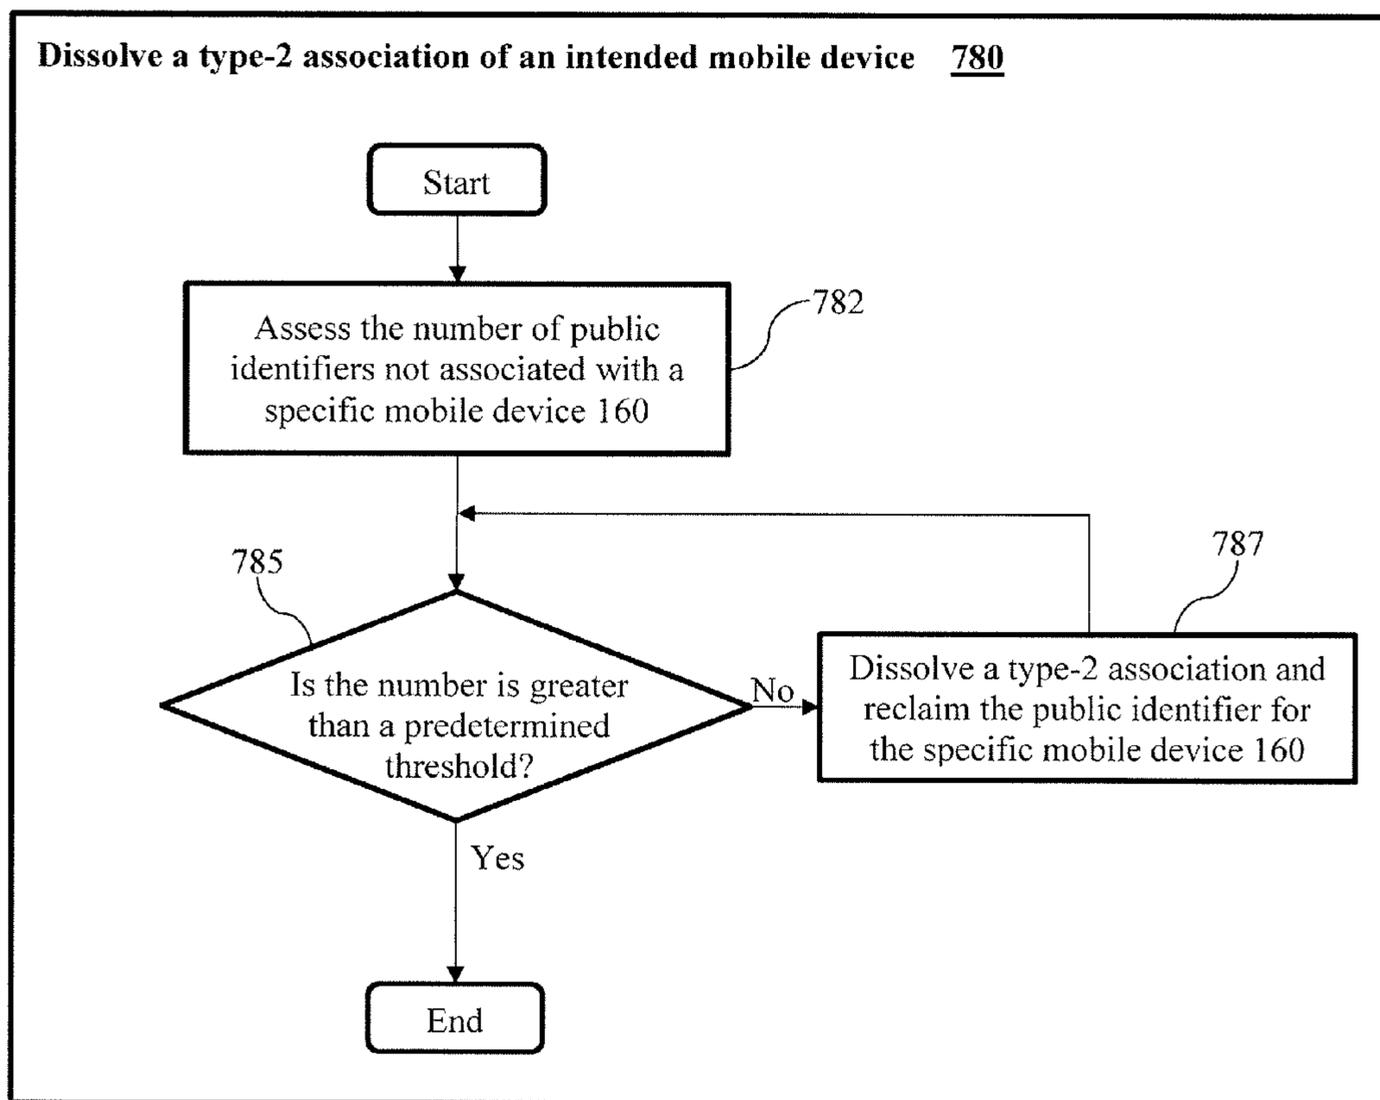 Dissolve a type-2 association of an intended mobile device 780
Start
782
Assess the number of public
identifiers not associated with a
specific mobile device 160
785
787
Is the number is greater
than a predetermined
threshold?
No
Dissolve a type-2 association and
reclaim the public identifier for
the specific mobile device 160
Yes
End